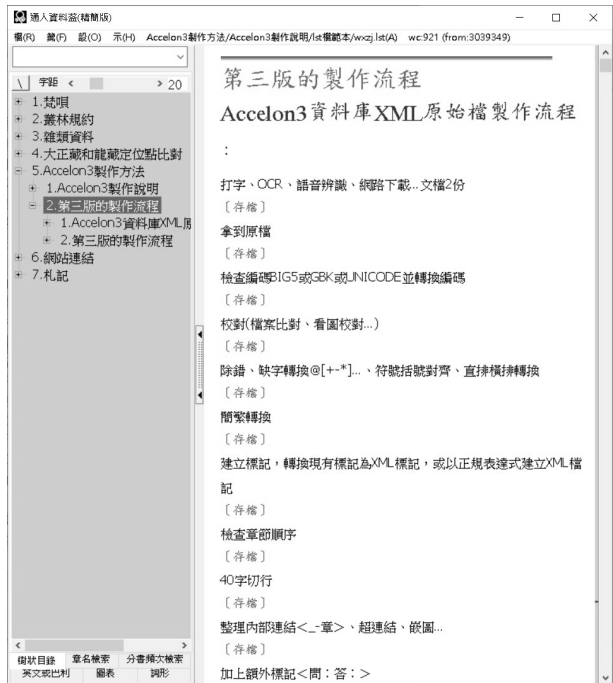 通人資料蓋(精簡版)
檔(R) 鶯(F) 設(O) 示(H) Accelon3製作方法/Accelon3製作說明/lst檔範本/wxzj.lst(A) wc:921 (from:3039349)
\ 字距 < > 20
1.梵唄
2.叢林規約
3.雜類資料
4.大正藏和龍藏定位點比對
5.Accelon3製作方法
1.Accelon3製作說明
2.第三版的製作流程
1.Accelon3資料庫XML原
2.第三版的製作流程
6.網站連結
7.札記
樹狀目錄 章名檢索 分書頻次檢索
英文或巴利 圖表 詞形
第三版的製作流程
Accelon3資料庫XML原始檔製作流程
：
打字、OCR、語音辨識、網路下載...文檔2份
〔存檔〕
拿到原檔
〔存檔〕
檢查編碼BIG5或GBK或UNICODE並轉換編碼
〔存檔〕
校對(檔案比對、看圖校對...)
〔存檔〕
除錯、缺字轉換@[+-*]...、符號括號對齊、直排橫排轉換
〔存檔〕
簡繁轉換
〔存檔〕
建立標記，轉換現有標記為XML標記，或以正規表達式建立XML檔
記
〔存檔〕
檢查章節順序
〔存檔〕
40字切行
〔存檔〕
整理內部連結<_-章>、超連結、嵌圖...
〔存檔〕
加上額外標記<問：答：>